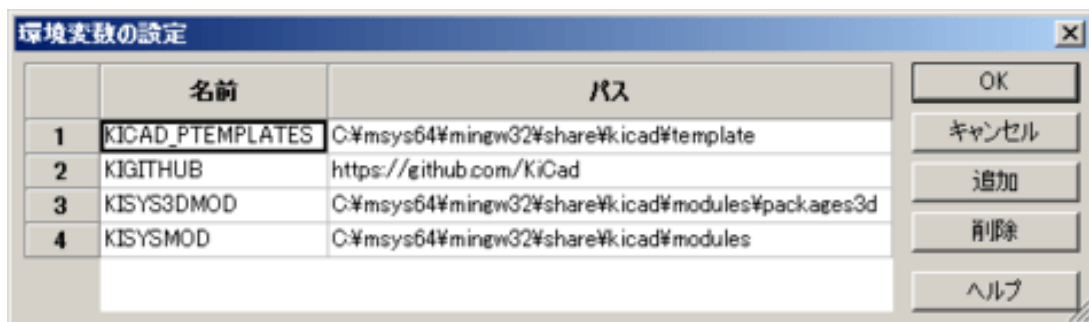 環境変数の設定
名前 パス OK
1 KICAD_PTEMPLATES C:¥msys64¥mingw32¥share¥kicad¥template キャンセル
2 KIGITHUB https://github.com/KiCad 追加
3 KISYS3DMOD C:¥msys64¥mingw32¥share¥kicad¥modules¥packages3d
4 KISYSMOD C:¥msys64¥mingw32¥share¥kicad¥modules 削除
ヘルプ